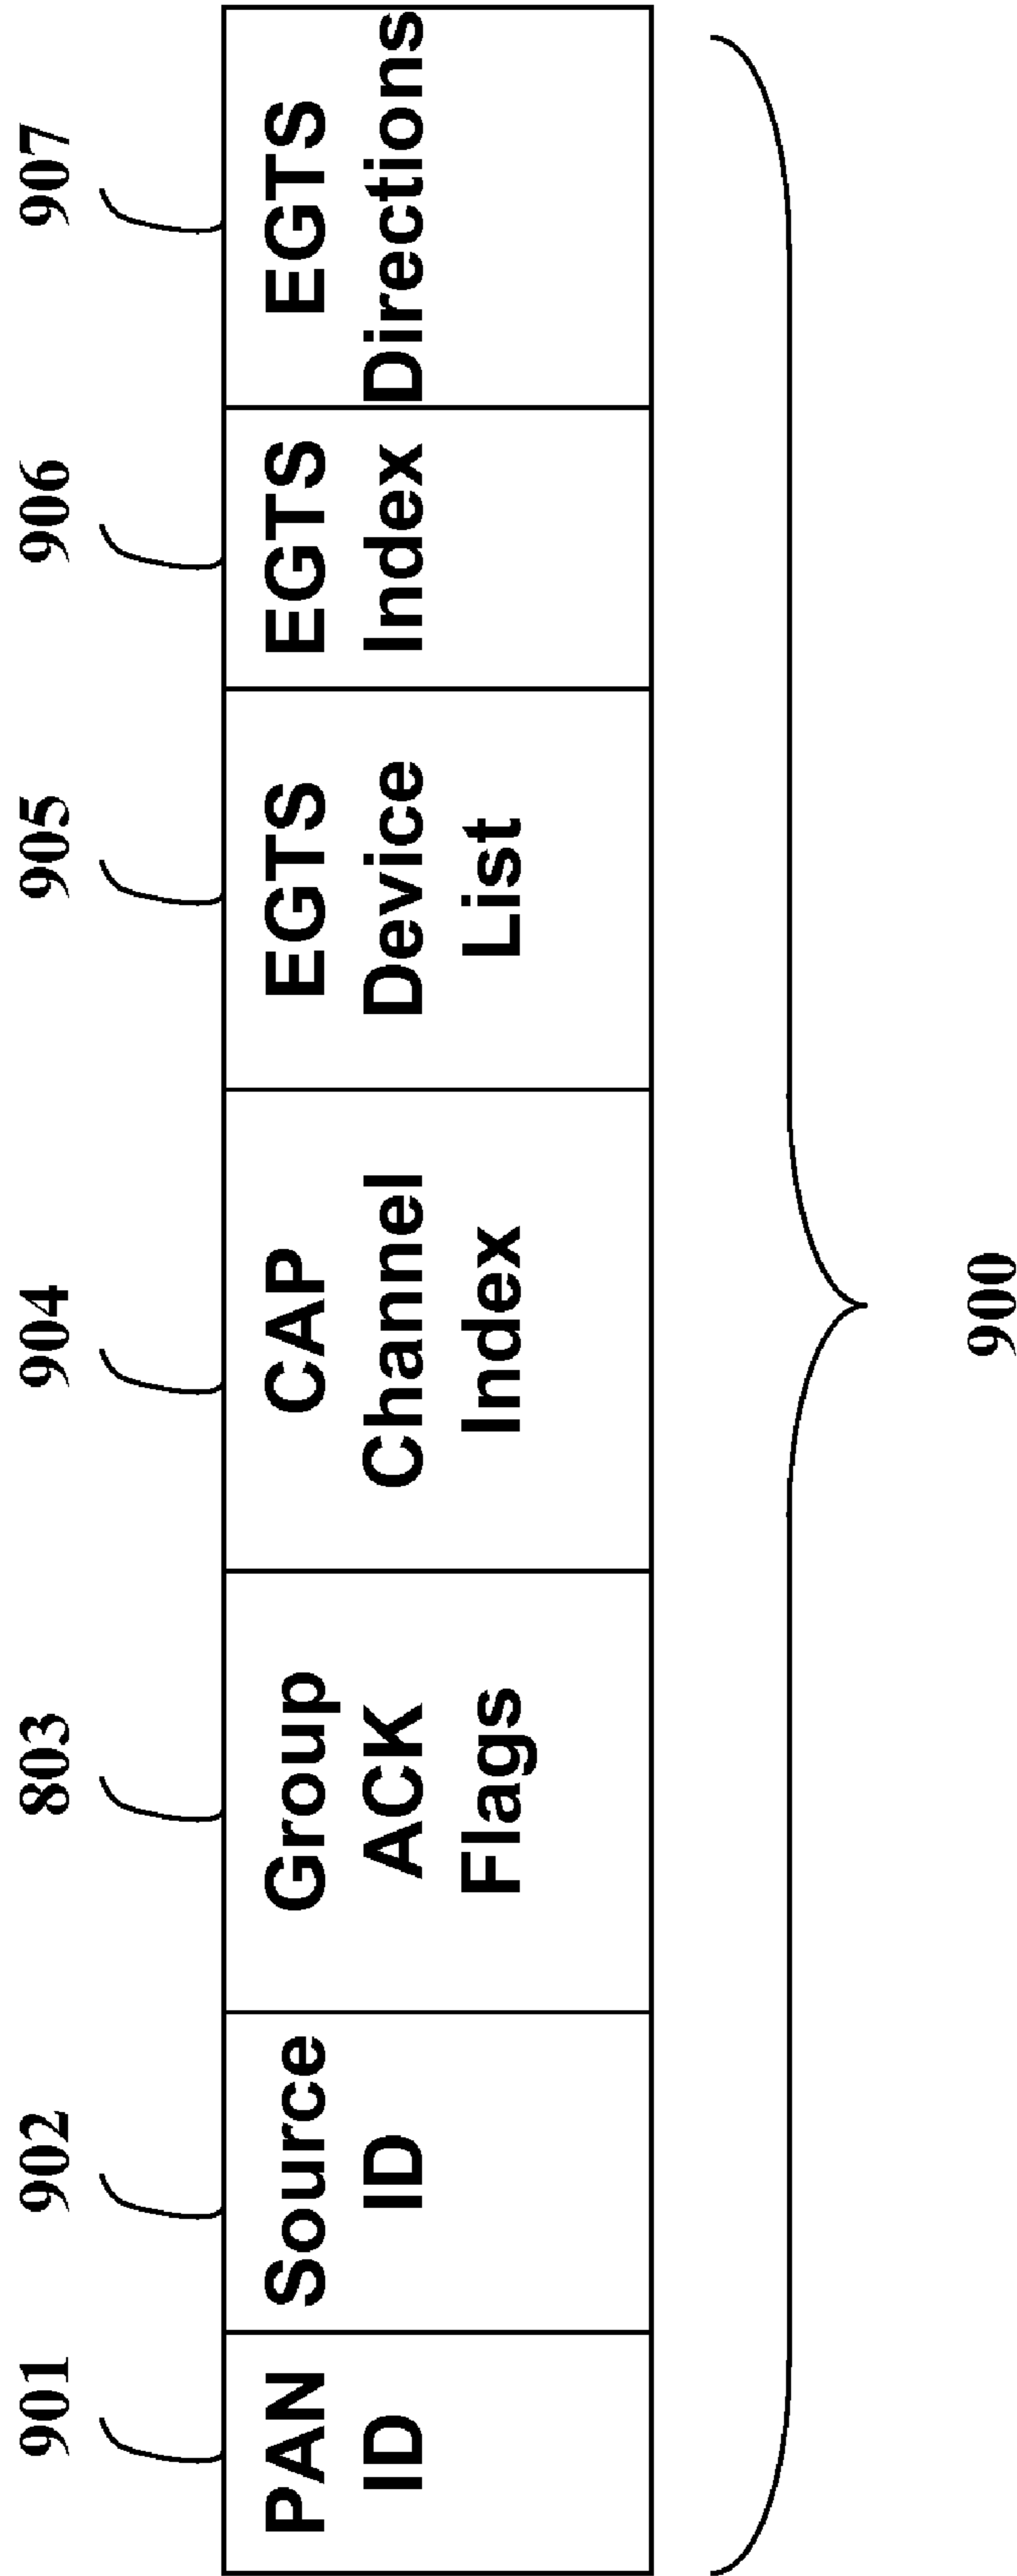 901
902
803
904
905
906
907
PAN
ID
Source
ID
Group
ACK
Flags
CAP
Channel
Index
EGTS
Device
List
EGTS
Index
EGTS
Directions
900